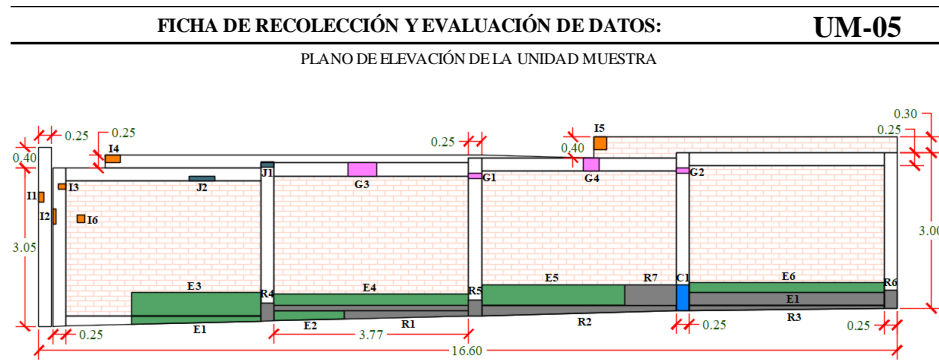 FICHA DE RECOLECCIÓN Y EVALUACIÓN DE DATOS: UM-05
PLANO DE ELEVACIÓN DE LA UNIDAD MUESTRA
0.30
0.25 0.25 I4 0.25 I5 0.25
0.40 0.40
I3 J2 J1 G3 G1 G4 G2
I1 I2 I6
3.05 3.00
E3 R4 E4 R5 E5 R7 C1 E6 R6
E1 E2 R1 R2 E1 R3
0.25 3.77 0.25 0.25
16.60